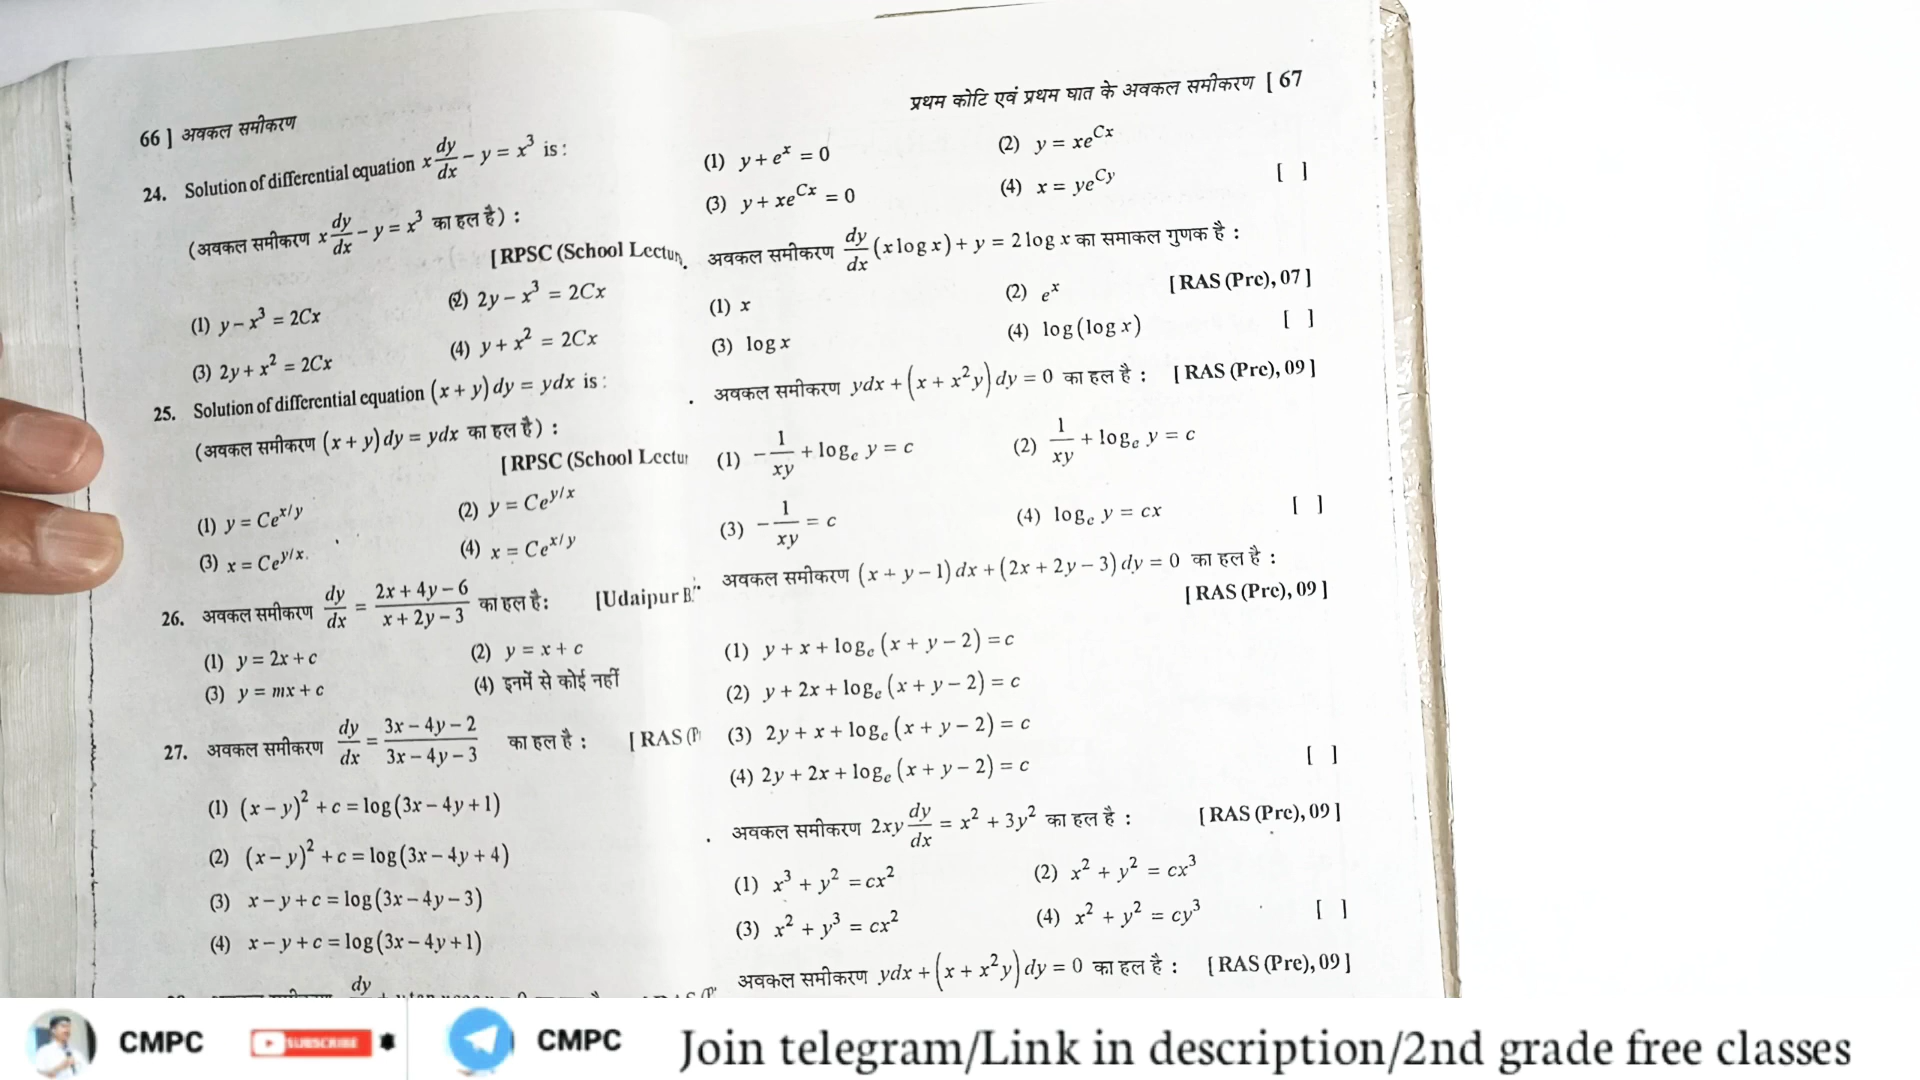 66 ] अवकल समीकरण
24. Solution of differential equation x dy/dx − y = x³ is :
(अवकल समीकरण x dy/dx − y = x³ का हल है) :
[RPSC (School
(1) y − x³ = 2Cx (2) 2y − x³ = 2Cx
(3) 2y + x² = 2Cx (4) y + x² = 2Cx
25. Solution of differential equation (x + y) dy = ydx is :
(अवकल समीकरण (x + y) dy = ydx का हल है) :
[RPSC (School
(1) y = Ce^{x/y} (2) y = Ce^{y/x}
(3) x = Ce^{y/x}. (4) x = Ce^{x/y}
26. अवकल समीकरण dy/dx = (2x + 4y − 6)/(x + 2y − 3) का हल है: [Udaipur B.
(1) y = 2x + c (2) y = x + c
(3) y = mx + c (4) इनमें से कोई नहीं
27. अवकल समीकरण dy/dx = (3x − 4y − 2)/(3x − 4y − 3) का हल है : [ RAS
(1) (x − y)² + c = log(3x − 4y + 1)
(2) (x − y)² + c = log(3x − 4y + 4)
(3) x − y + c = log(3x − 4y − 3)
(4) x − y + c = log(3x − 4y + 1)
प्रथम कोटि एवं प्रथम घात के अवकल समीकरण [ 67
(1) y + e^x = 0 (2) y = xe^{Cx}
(3) y + xe^{Cx} = 0 (4) x = ye^{Cy} [ ]
अवकल समीकरण dy/dx (x log x) + y = 2 log x का समाकल गुणक है :
[ RAS (Pre), 07 ]
(1) x (2) e^x
(3) log x (4) log (log x) [ ]
अवकल समीकरण ydx + (x + x²y) dy = 0 का हल है : [ RAS (Pre), 09 ]
(1) −1/xy + logₑ y = c (2) 1/xy + logₑ y = c
(3) −1/xy = c (4) logₑ y = cx [ ]
अवकल समीकरण (x + y − 1) dx + (2x + 2y − 3) dy = 0 का हल है :
[ RAS (Pre), 09 ]
(1) y + x + logₑ (x + y − 2) = c
(2) y + 2x + logₑ (x + y − 2) = c
(3) 2y + x + logₑ (x + y − 2) = c
(4) 2y + 2x + logₑ (x + y − 2) = c [ ]
अवकल समीकरण 2xy dy/dx = x² + 3y² का हल है : [ RAS (Pre), 09 ]
(1) x³ + y² = cx² (2) x² + y² = cx³
(3) x² + y³ = cx² (4) x² + y² = cy³ [ ]
अवकल समीकरण ydx + (x + x²y) dy = 0 का हल है : [ RAS (Pre), 09 ]
CMPC SUBSCRIBE CMPC Join telegram/Link in description/2nd grade free classes